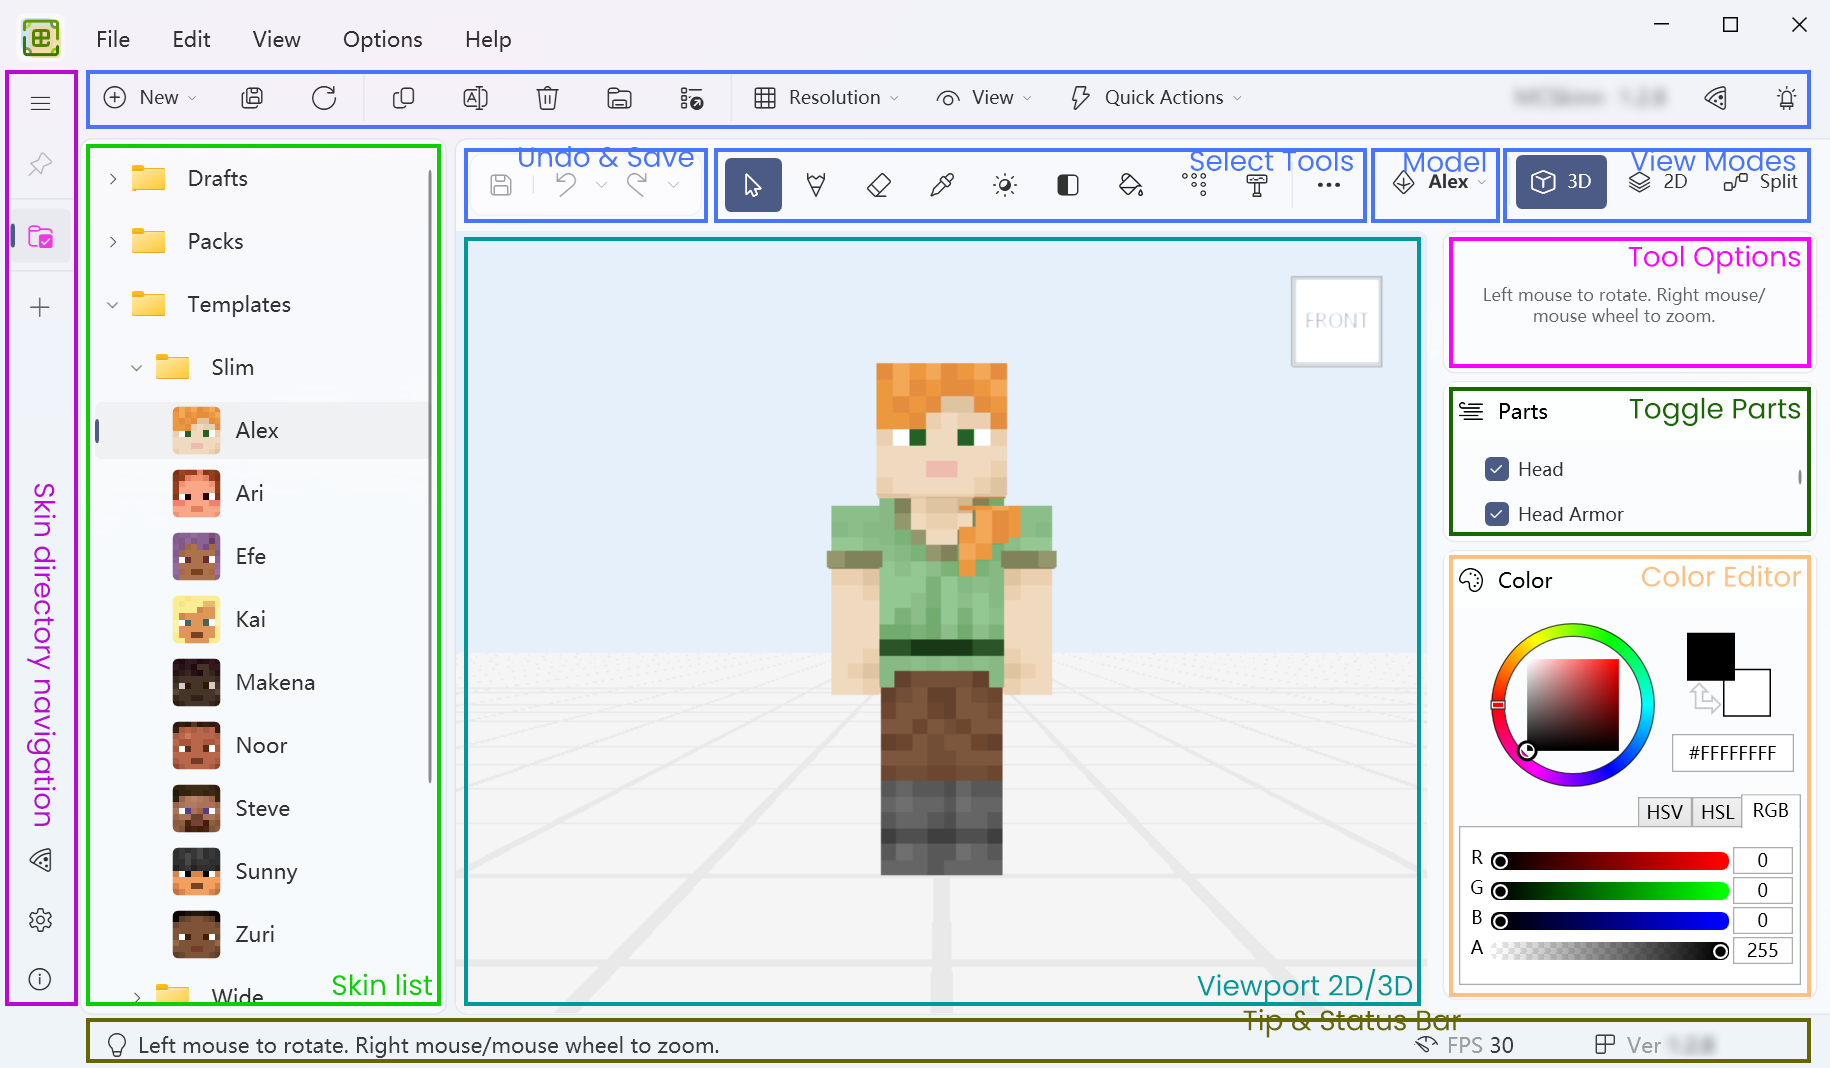 File Edit View Options Help
New Resolution View Quick Actions
Undo & Save Select Tools Model View Modes
Alex 3D 2D Split
Drafts
Packs
Templates
Slim
Alex
Ari
Efe
Kai
Makena
Noor
Steve
Sunny
Zuri
Wide
Skin directory navigation
Skin list
FRONT
Viewport 2D/3D
Tool Options
Left mouse to rotate. Right mouse/
mouse wheel to zoom.
Parts Toggle Parts
Head
Head Armor
Color Color Editor
#FFFFFFFF
HSV HSL RGB
R 0
G 0
B 0
A 255
Tip & Status Bar
Left mouse to rotate. Right mouse/mouse wheel to zoom. FPS 30 Ver